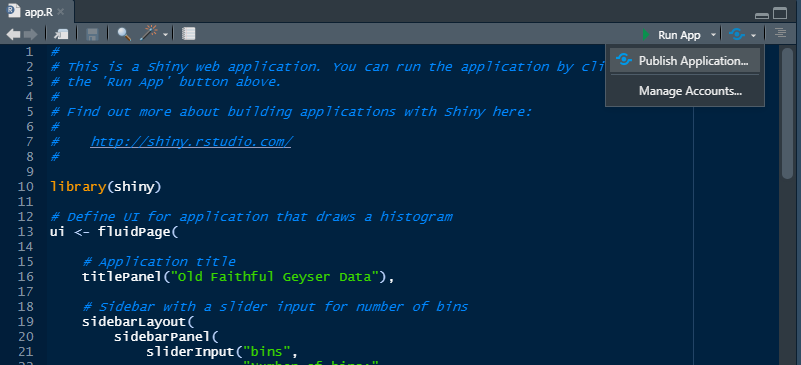 app.R
Run App
Publish Application...
Manage Accounts...
1 #
2 # This is a Shiny web application. You can run the application by cli
3 # the 'Run App' button above.
4 #
5 # Find out more about building applications with Shiny here:
6 #
7 #    http://shiny.rstudio.com/
8 #
9
10 library(shiny)
11
12 # Define UI for application that draws a histogram
13 ui <- fluidPage(
14
15     # Application title
16     titlePanel("Old Faithful Geyser Data"),
17
18     # Sidebar with a slider input for number of bins
19     sidebarLayout(
20         sidebarPanel(
21             sliderInput("bins",
"Number of bins:"